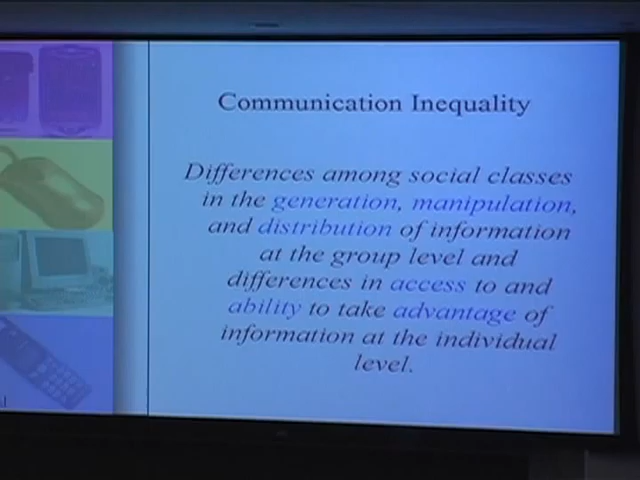 Communication Inequality
Differences among social classes
in the generation, manipulation,
and distribution of information
at the group level and
differences in access to and
ability to take advantage of
information at the individual
level.